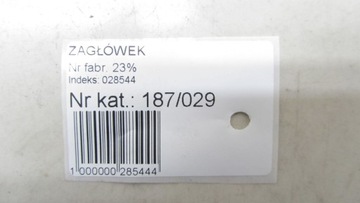 ZAGŁÓWEK
Nr fabr. 23%
Indeks: 028544
Nr kat.: 187/029
1 000000 285444